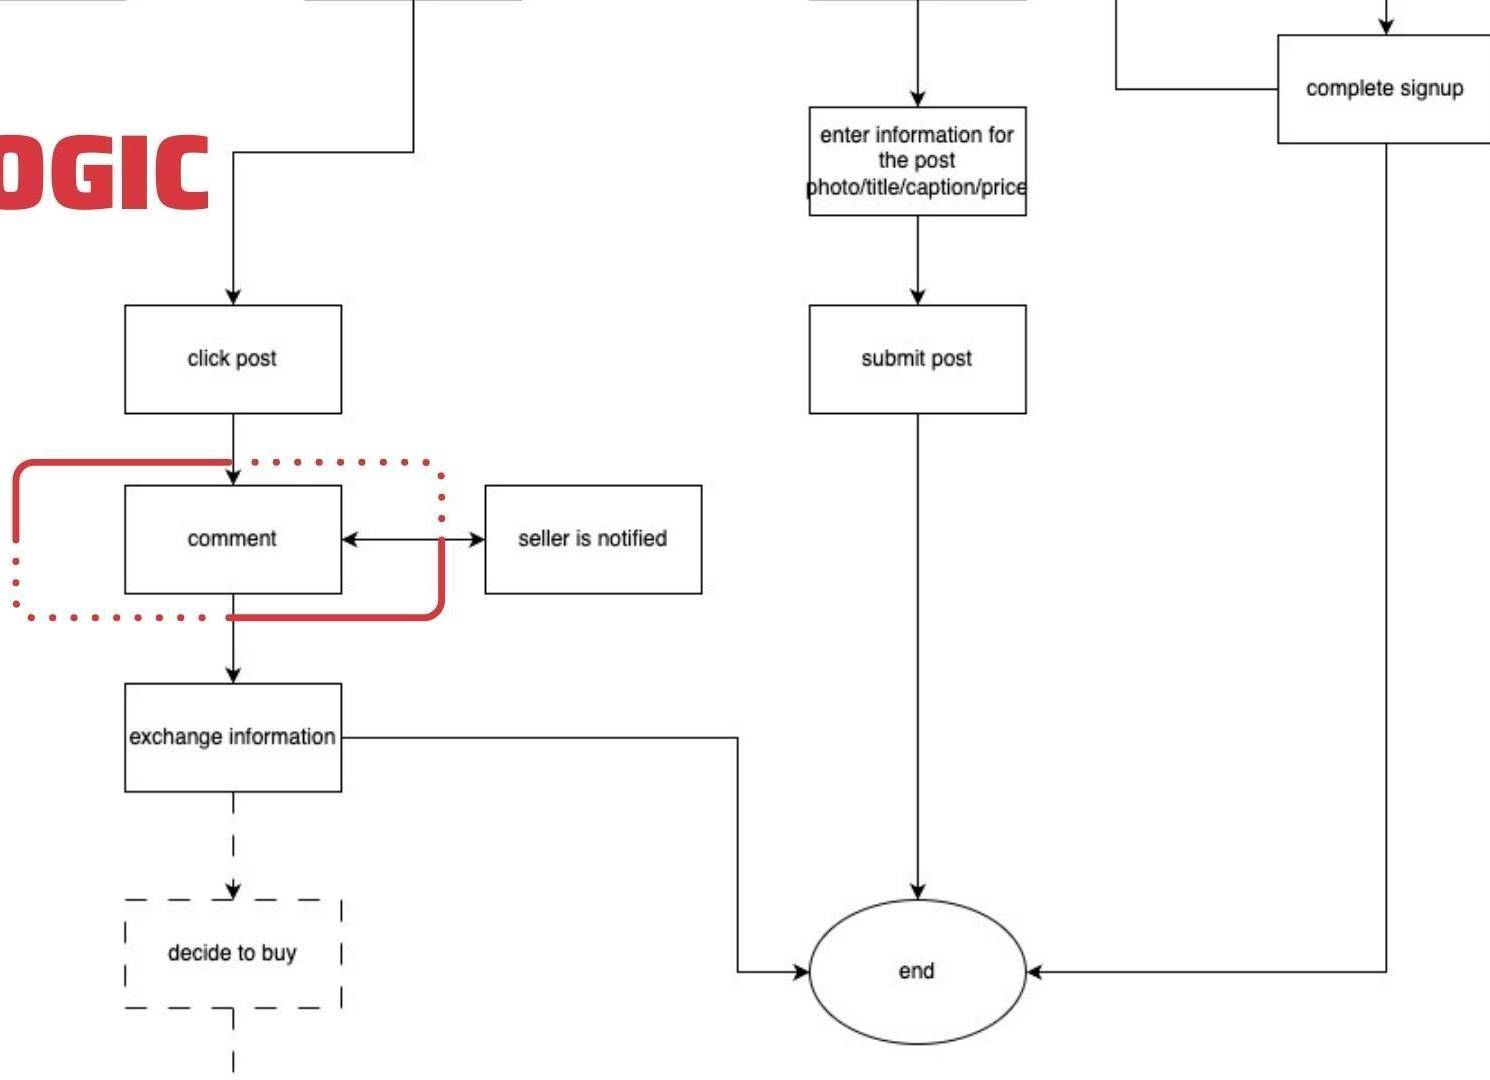 complete signup
enter information for
the post
photo/title/caption/price
OGIC
click post
submit post
comment
seller is notified
exchange information
decide to buy
end